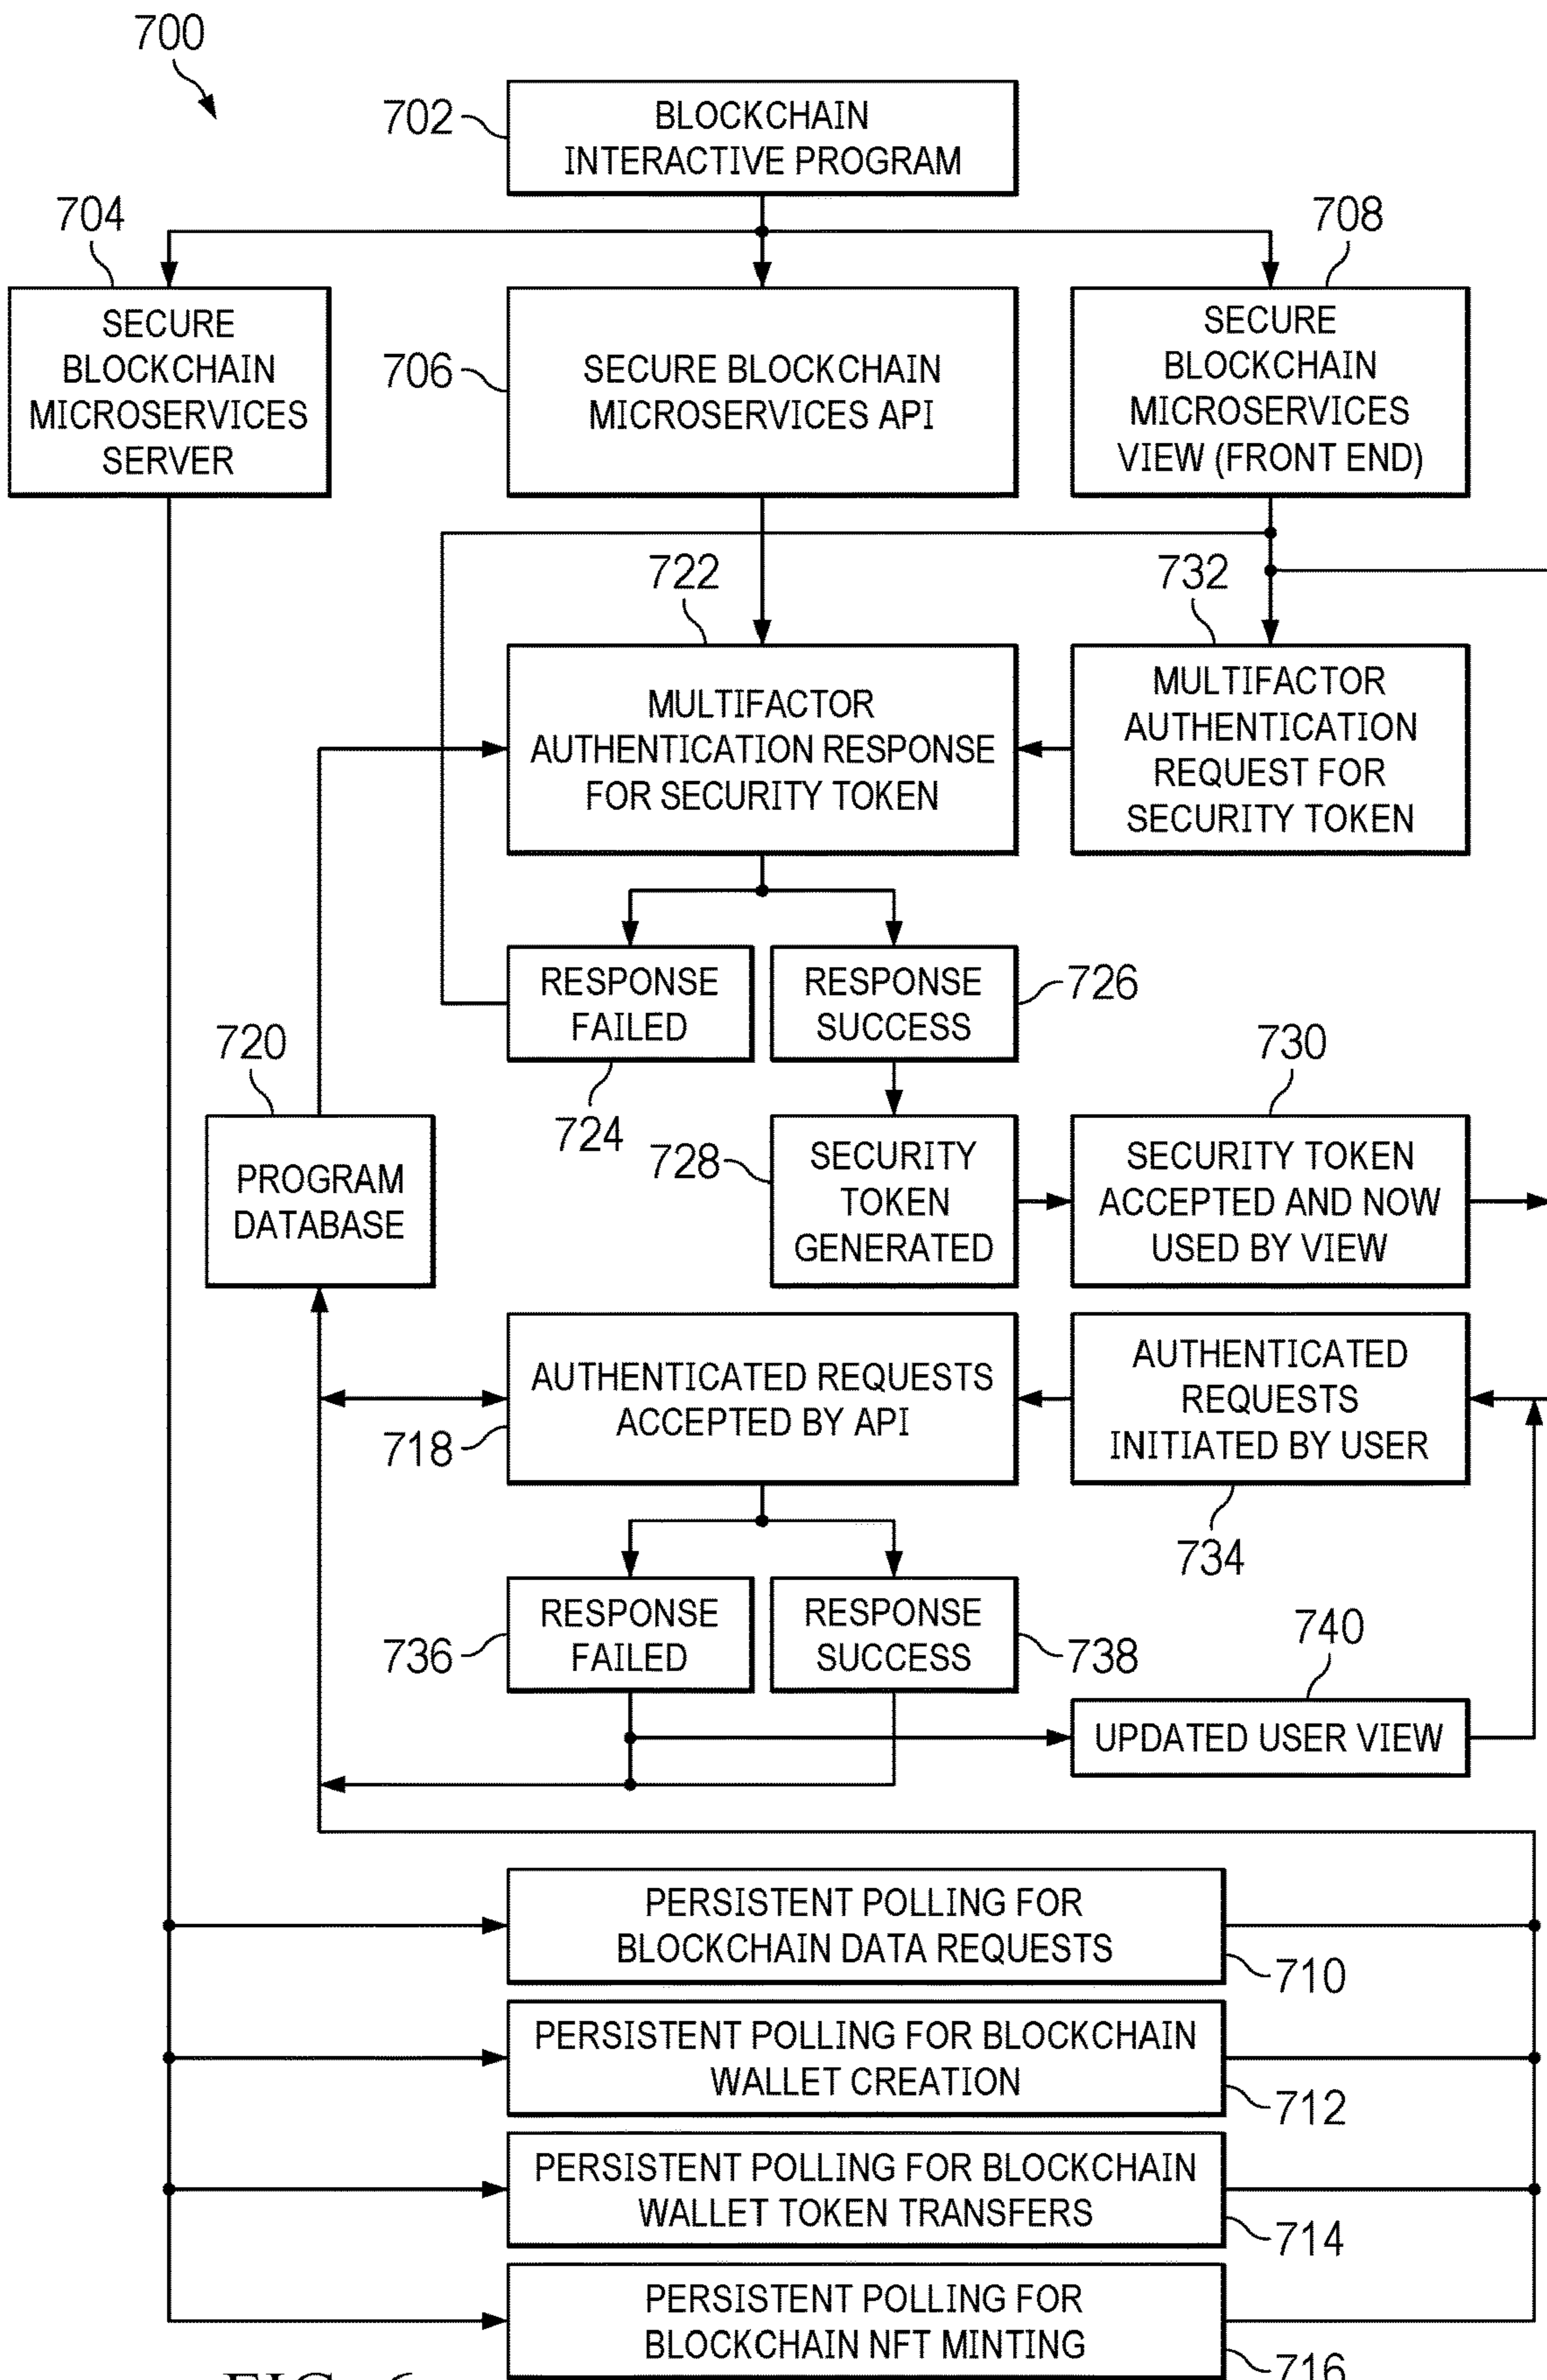 700
702
BLOCKCHAIN
INTERACTIVE PROGRAM
704
708
SECURE
BLOCKCHAIN
MICROSERVICES
SERVER
706
SECURE BLOCKCHAIN
MICROSERVICES API
SECURE
BLOCKCHAIN
MICROSERVICES
VIEW (FRONT END)
722
732
MULTIFACTOR
AUTHENTICATION RESPONSE
FOR SECURITY TOKEN
MULTIFACTOR
AUTHENTICATION
REQUEST FOR
SECURITY TOKEN
RESPONSE
FAILED
RESPONSE
SUCCESS
726
720
724
730
PROGRAM
DATABASE
728
SECURITY
TOKEN
GENERATED
SECURITY TOKEN
ACCEPTED AND NOW
USED BY VIEW
AUTHENTICATED REQUESTS
ACCEPTED BY API
718
AUTHENTICATED
REQUESTS
INITIATED BY USER
734
736
RESPONSE
FAILED
RESPONSE
SUCCESS
738
740
UPDATED USER VIEW
PERSISTENT POLLING FOR
BLOCKCHAIN DATA REQUESTS
710
PERSISTENT POLLING FOR BLOCKCHAIN
WALLET CREATION
712
PERSISTENT POLLING FOR BLOCKCHAIN
WALLET TOKEN TRANSFERS
714
PERSISTENT POLLING FOR
BLOCKCHAIN NFT MINTING
716